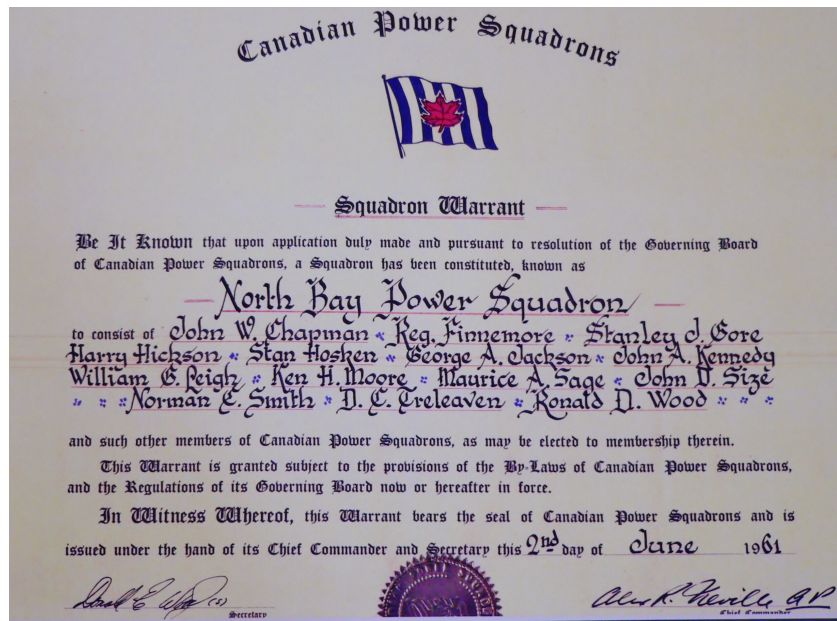 Canadian Power Squadrons
Squadron Warrant
Be It Known that upon application duly made and pursuant to resolution of the Governing Board
of Canadian Power Squadrons, a Squadron has been constituted, known as
North Bay Power Squadron
to consist of John W. Chapman Reg. Finnemore Stanley J. Gore
Harry Hickson Stan Hosken George A. Jackson John A. Kennedy
William G. Leigh Ken H. Moore Maurice A. Sage John D. Size
Norman E. Smith D. C. Treleaven Ronald D. Wood
and such other members of Canadian Power Squadrons, as may be elected to membership therein.
This Warrant is granted subject to the provisions of the By-Laws of Canadian Power Squadrons,
and the Regulations of its Governing Board now or hereafter in force.
In Witness Whereof, this Warrant bears the seal of Canadian Power Squadrons and is
issued under the hand of its Chief Commander and Secretary this 2nd day of June 1961
Alex R. Neville AP
Secretary
Chief Commander